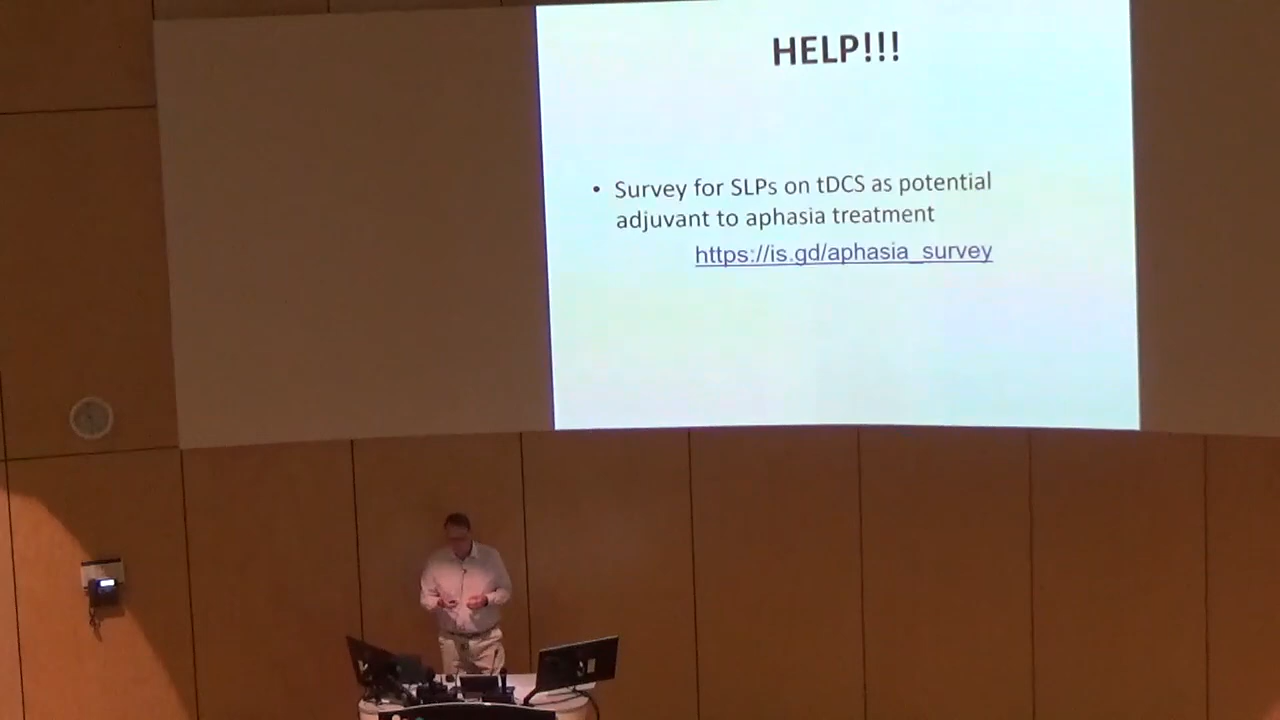 HELP!!!
• Survey for SLPs on tDCS as potential
adjuvant to aphasia treatment
https://is.gd/aphasia_survey